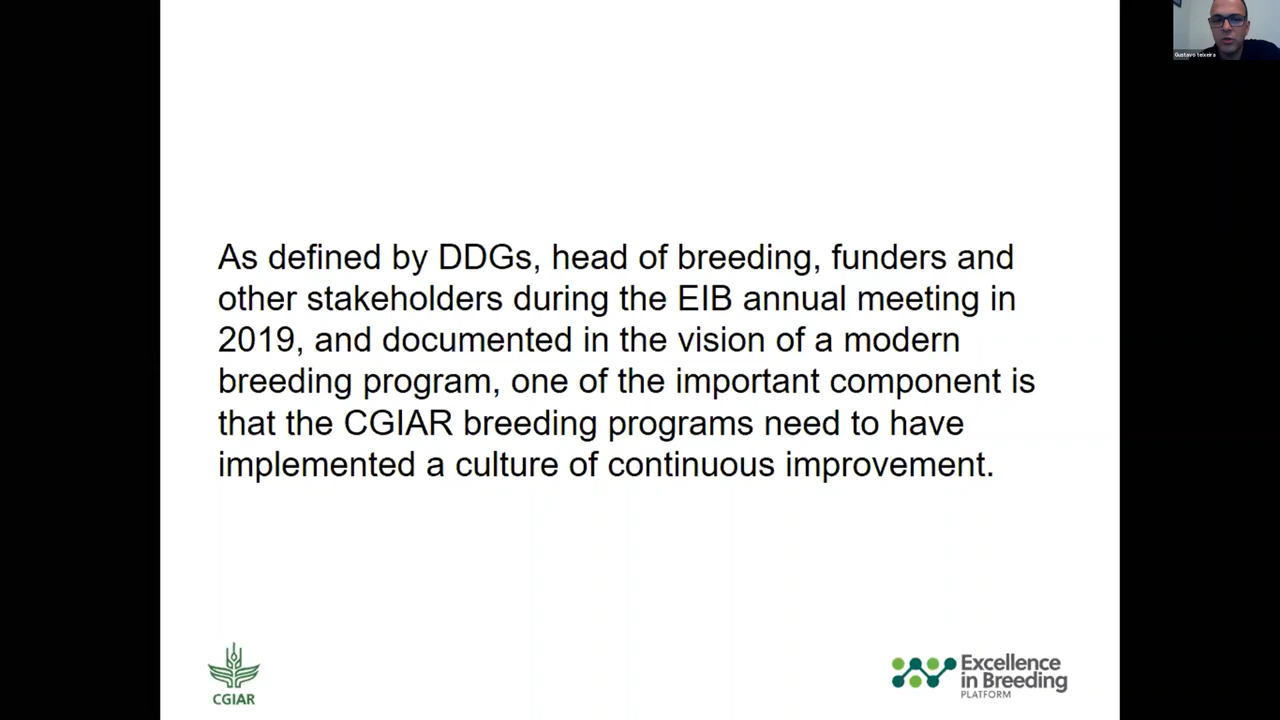 Gustavo teixeira
As defined by DDGs, head of breeding, funders and
other stakeholders during the EIB annual meeting in
2019, and documented in the vision of a modern
breeding program, one of the important component is
that the CGIAR breeding programs need to have
implemented a culture of continuous improvement.
CGIAR
Excellence
in Breeding
PLATFORM